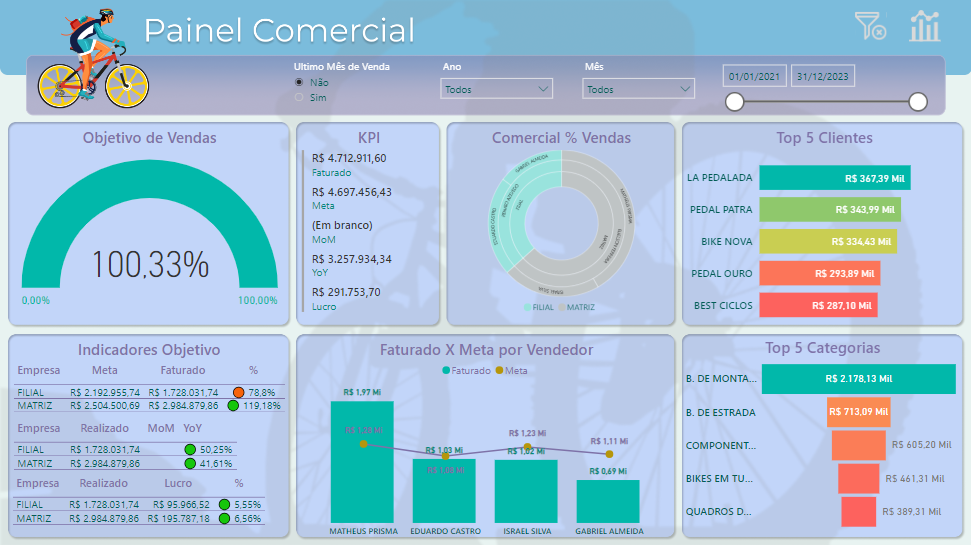 Painel Comercial
Ultimo Mês de Venda
Não
Sim
Ano
Todos
Mês
Todos
01/01/2021
31/12/2023
Objetivo de Vendas
100,33%
0,00%
100,00%
KPI
R$ 4.712.911,60
Faturado
R$ 4.697.456,43
Meta
(Em branco)
MoM
R$ 3.257.934,34
YoY
R$ 291.753,70
Lucro
Comercial % Vendas
GABRIEL ALMEIDA
EDUARDO CASTRO
MATHEUS PRISMA
ISRAEL SILVA
FILIAL MATRIZ
Top 5 Clientes
LA PEDALADA R$ 367,39 Mil
PEDAL PATRA R$ 343,99 Mil
BIKE NOVA R$ 334,43 Mil
PEDAL OURO R$ 293,89 Mil
BEST CICLOS R$ 287,10 Mil
Indicadores Objetivo
Empresa Meta Faturado %
FILIAL R$ 2.192.955,74 R$ 1.728.031,74 78,8%
MATRIZ R$ 2.504.500,69 R$ 2.984.879,86 119,18%
Empresa Realizado MoM YoY
FILIAL R$ 1.728.031,74 50,25%
MATRIZ R$ 2.984.879,86 41,61%
Empresa Realizado Lucro %
FILIAL R$ 1.728.031,74 R$ 95.966,52 5,55%
MATRIZ R$ 2.984.879,86 R$ 195.787,18 6,56%
Faturado X Meta por Vendedor
Faturado Meta
R$ 1,97 Mi
R$ 1,03 Mi
R$ 1,23 Mi
R$ 1,02 Mi
R$ 1,11 Mi
R$ 0,69 Mi
MATHEUS PRISMA EDUARDO CASTRO ISRAEL SILVA GABRIEL ALMEIDA
Top 5 Categorias
B. DE MONTA... R$ 2.178,13 Mil
B. DE ESTRADA R$ 713,09 Mil
COMPONENT... R$ 605,20 Mil
BIKES EM TU... R$ 461,31 Mil
QUADROS D... R$ 389,31 Mil